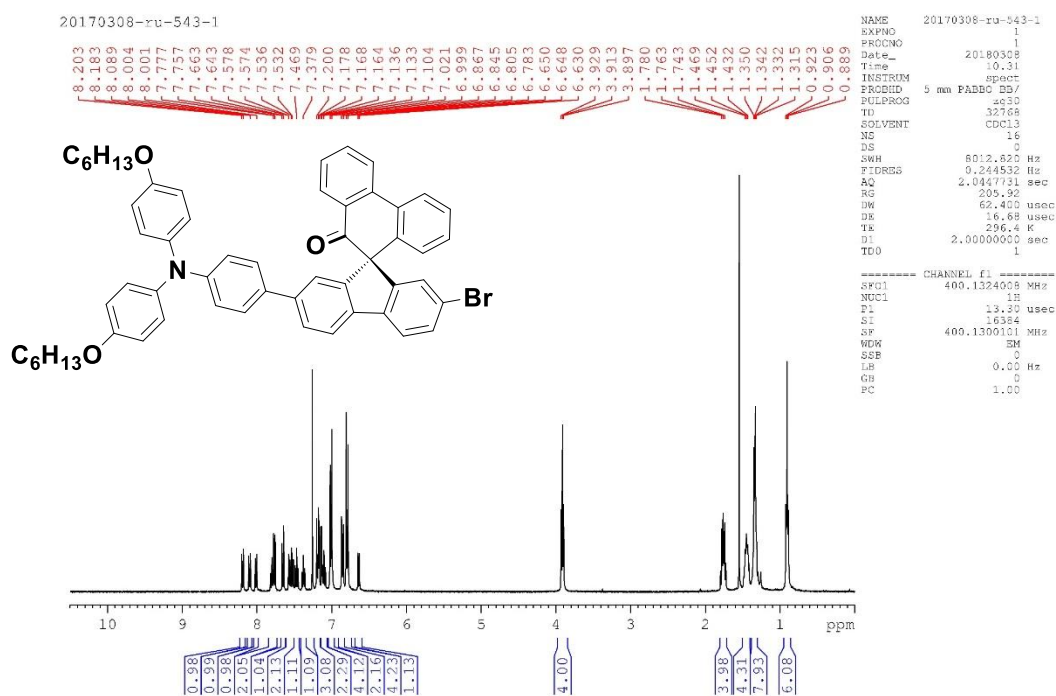 20170308-ru-543-1
8.203 8.183 8.089 8.004 8.001 7.777 7.757 7.663 7.643 7.578 7.574 7.536 7.532 7.469 7.379 7.200 7.178 7.168 7.164 7.136 7.133 7.104 7.021 6.999 6.867 6.845 6.805 6.783 6.650 6.648 6.630 3.929 3.913 3.897 1.780 1.763 1.743 1.469 1.452 1.432 1.350 1.342 1.332 1.315 0.923 0.906 0.889
NAME 20170308-ru-543-1
EXPNO 1
PROCNO 1
Date_ 20180308
Time 10.31
INSTRUM spect
PROBHD 5 mm PABBO BB/
PULPROG zg30
TD 32768
SOLVENT CDCl3
NS 16
DS 0
SWH 8012.820 Hz
FIDRES 0.244532 Hz
AQ 2.0447731 sec
RG 205.92
DW 62.400 usec
DE 16.68 usec
TE 296.4 K
D1 2.00000000 sec
TD0 1
======== CHANNEL f1 ========
SFO1 400.1324008 MHz
NUC1 1H
P1 13.30 usec
SI 16384
SF 400.1300101 MHz
WDW EM
SSB 0
LB 0.00 Hz
GB 0
PC 1.00
C6H13O
O
N
Br
C6H13O
10 9 8 7 6 5 4 3 2 1 ppm
0.98 0.99 0.98 2.05 1.04 2.13 1.11 1.09 3.08 2.29 4.12 2.16 4.23 1.13 4.00 3.98 4.31 7.93 6.08